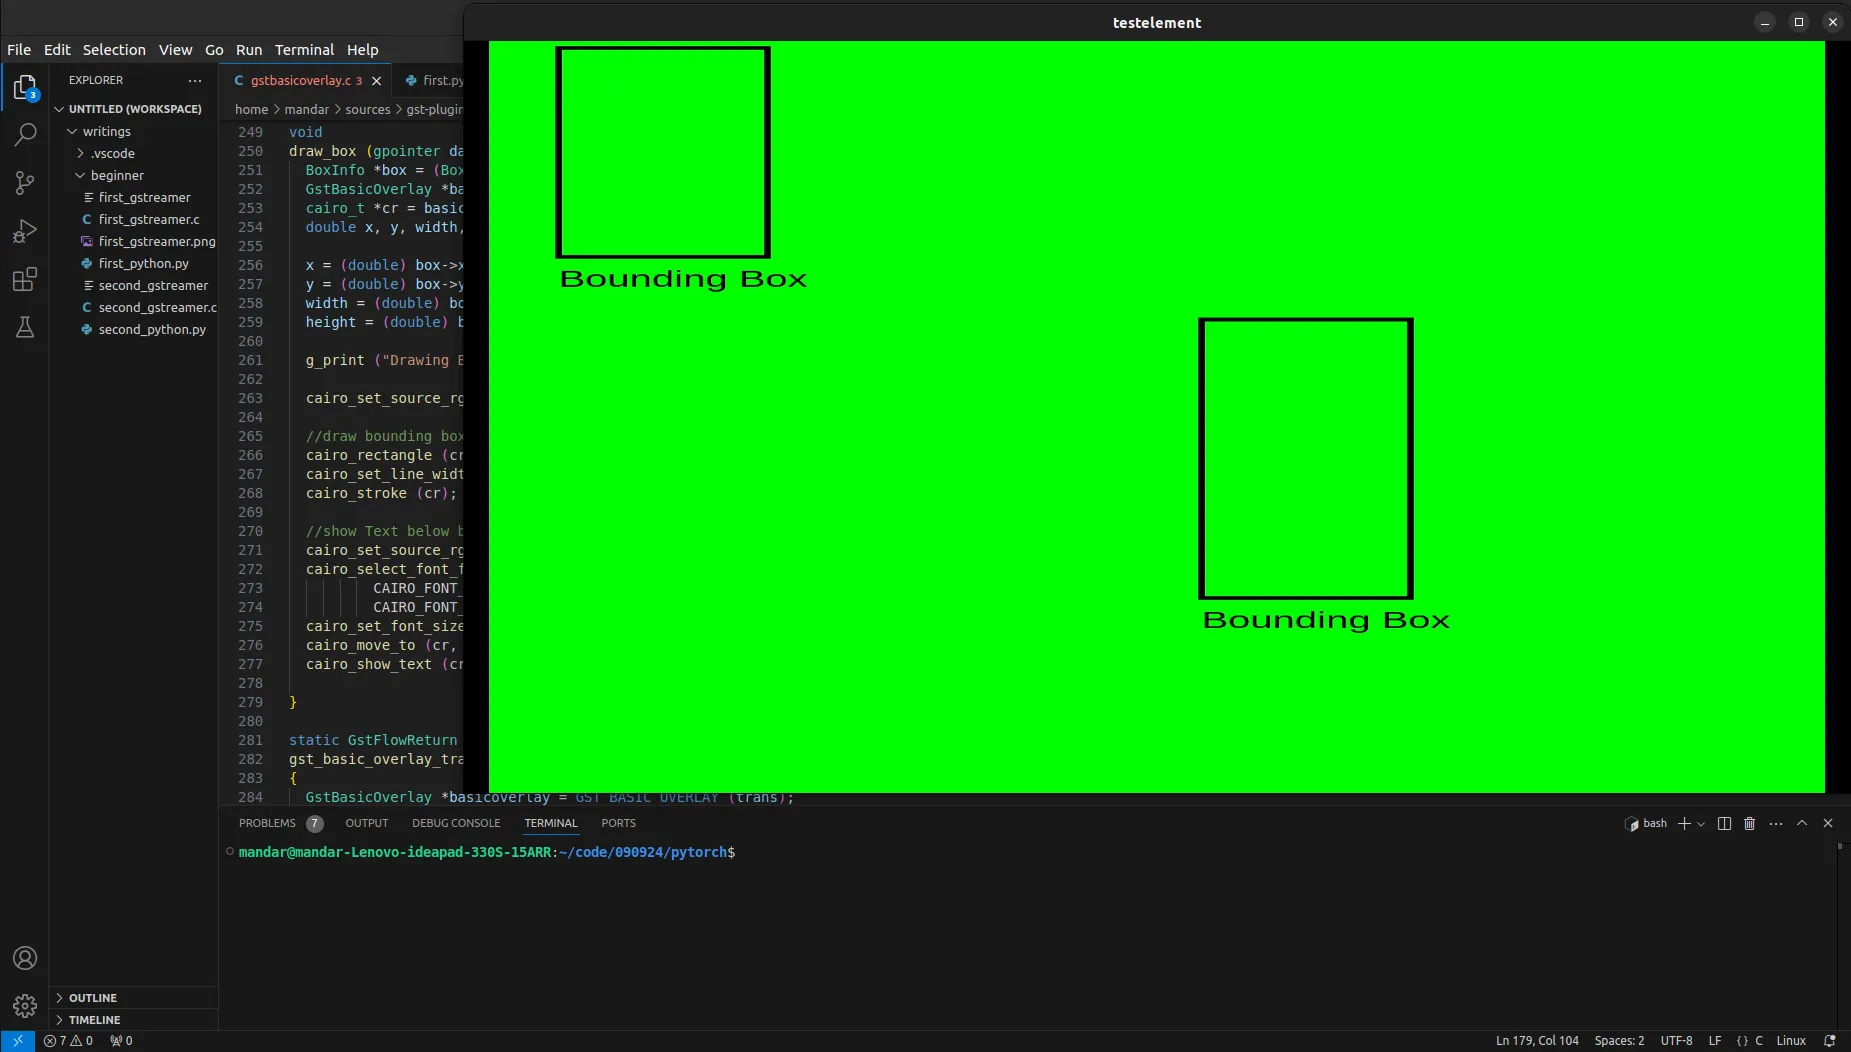 testelement
File Edit Selection View Go Run Terminal Help
EXPLORER ···
UNTITLED (WORKSPACE)
writings
.vscode
beginner
first_gstreamer
C first_gstreamer.c
first_gstreamer.png
first_python.py
second_gstreamer
C second_gstreamer.c
second_python.py
OUTLINE
TIMELINE
3
C gstbasicoverlay.c 3 first.py
home > mandar > sources > gst-plugin
249 void
250 draw_box (gpointer da
251 BoxInfo *box = (Box
252 GstBasicOverlay *ba
253 cairo_t *cr = basic
254 double x, y, width,
255
256 x = (double) box->x
257 y = (double) box->y
258 width = (double) bo
259 height = (double) b
260
261 g_print ("Drawing B
262
263 cairo_set_source_rg
264
265 //draw bounding box
266 cairo_rectangle (cr
267 cairo_set_line_widt
268 cairo_stroke (cr);
269
270 //show Text below b
271 cairo_set_source_rg
272 cairo_select_font_f
273 CAIRO_FONT_
274 CAIRO_FONT_
275 cairo_set_font_size
276 cairo_move_to (cr,
277 cairo_show_text (cr
278
279 }
280
281 static GstFlowReturn
282 gst_basic_overlay_tra
283 {
284 GstBasicOverlay *basicoverlay = GST_BASIC_OVERLAY (trans);
Bounding Box
Bounding Box
PROBLEMS 7 OUTPUT DEBUG CONSOLE TERMINAL PORTS
bash
mandar@mandar-Lenovo-ideapad-330S-15ARR:~/code/090924/pytorch$
7 0 0
Ln 179, Col 104 Spaces: 2 UTF-8 LF {} C Linux